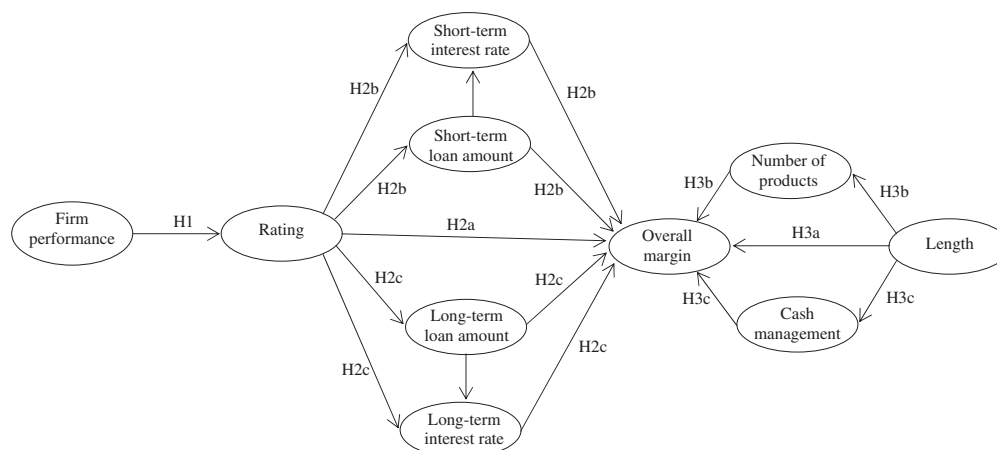 Short-term
interest rate
H2b
H2b
Short-term
loan amount
H2b
H2b
Number of
products
H3b
H3b
Firm
performance
H1
Rating
H2a
Overall
margin
H3a
Length
H2c
H2c
H3c
H3c
Long-term
loan amount
Cash
management
H2c
H2c
Long-term
interest rate